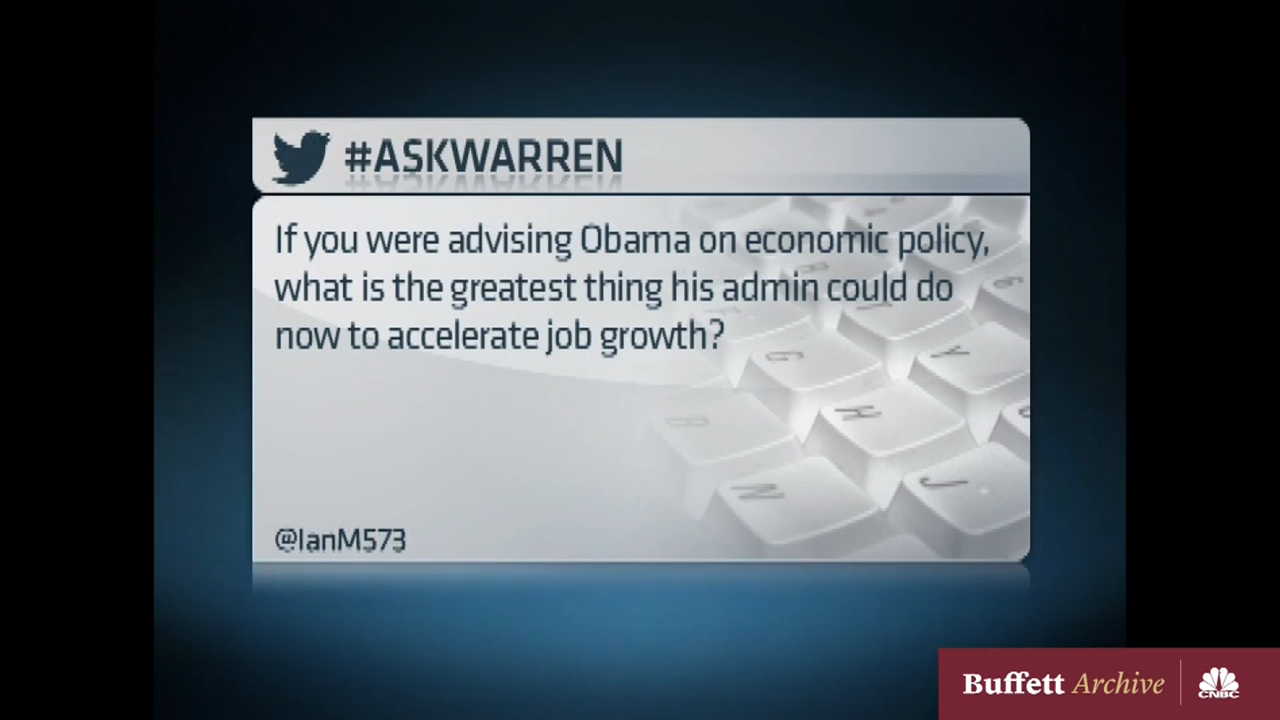 #ASKWARREN
If you were advising Obama on economic policy,
what is the greatest thing his admin could do
now to accelerate job growth?
@IanM573
Buffett Archive
CNBC